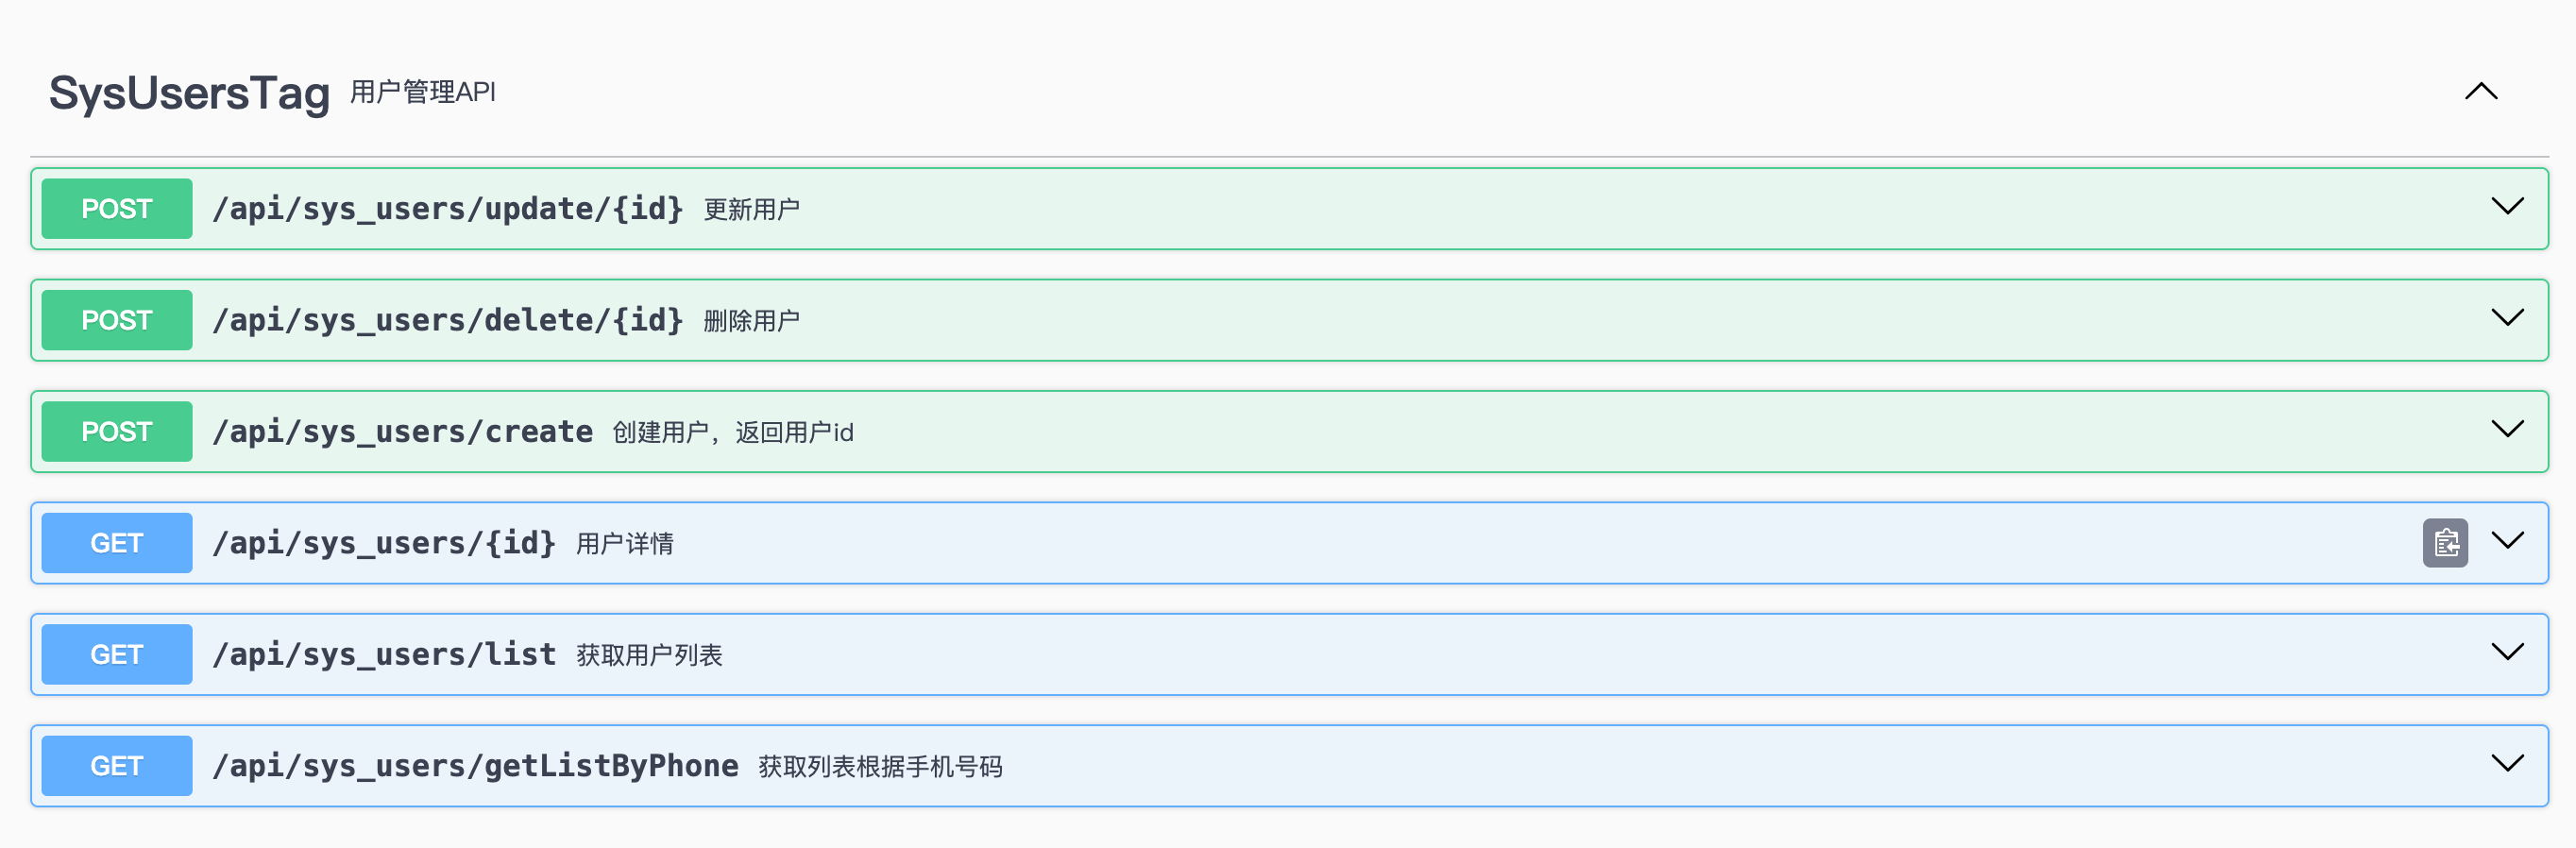 SysUsersTag 用户管理API
POST /api/sys_users/update/{id} 更新用户
POST /api/sys_users/delete/{id} 删除用户
POST /api/sys_users/create 创建用户，返回用户id
GET /api/sys_users/{id} 用户详情
GET /api/sys_users/list 获取用户列表
GET /api/sys_users/getListByPhone 获取列表根据手机号码